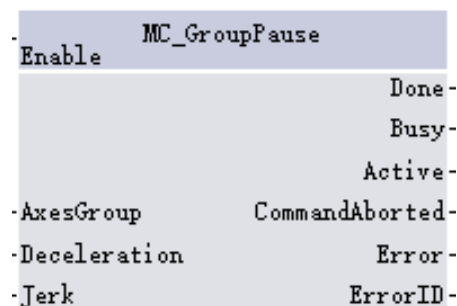 MC_GroupPause
Enable
Done
Busy
Active
AxesGroup CommandAborted
Deceleration Error
Jerk ErrorID